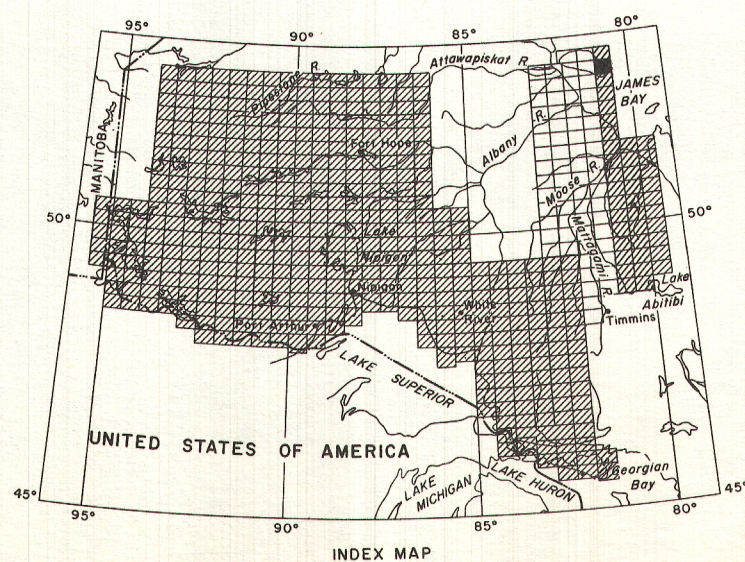 95°
90°
85°
80°
Attawapiskat R.
Pipestone R.
JAMES
BAY
MANITOBA
Fort Hope
Albany R.
Moose R.
50°
50°
Mattagami R.
Lake
Nipigon
Nipigon
Lake
Abitibi
White
River
Port Arthur
Timmins
LAKE SUPERIOR
UNITED STATES OF AMERICA
Georgian
Bay
LAKE HURON
LAKE
MICHIGAN
45°
45°
95°
90°
85°
80°
INDEX MAP